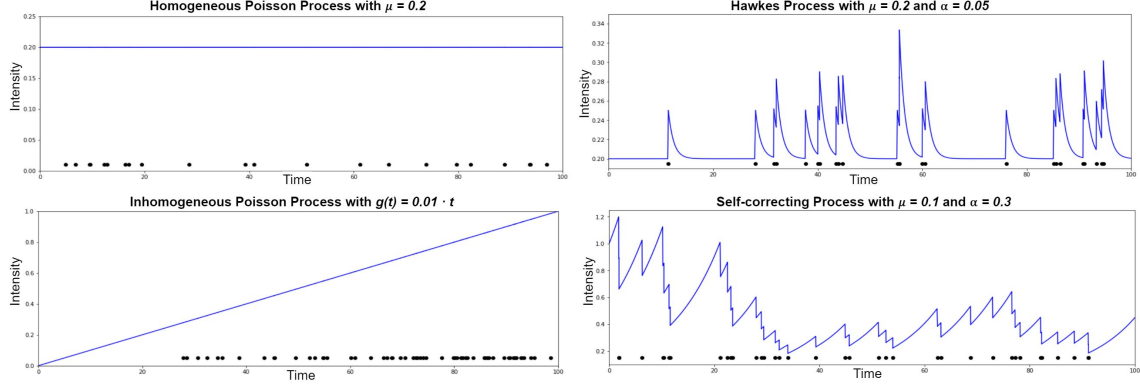 Homogeneous Poisson Process with μ = 0.2
Intensity
0.25
0.20
0.15
0.10
0.05
0.00
0 20 40 60 80 100
Time
Hawkes Process with μ = 0.2 and α = 0.05
Intensity
0.34
0.32
0.30
0.28
0.26
0.24
0.22
0.20
0 20 40 60 80 100
Time
Inhomogeneous Poisson Process with g(t) = 0.01 · t
Intensity
1.0
0.8
0.6
0.4
0.2
0.0
0 20 40 60 80 100
Time
Self-correcting Process with μ = 0.1 and α = 0.3
Intensity
1.2
1.0
0.8
0.6
0.4
0.2
0 20 40 60 80 100
Time